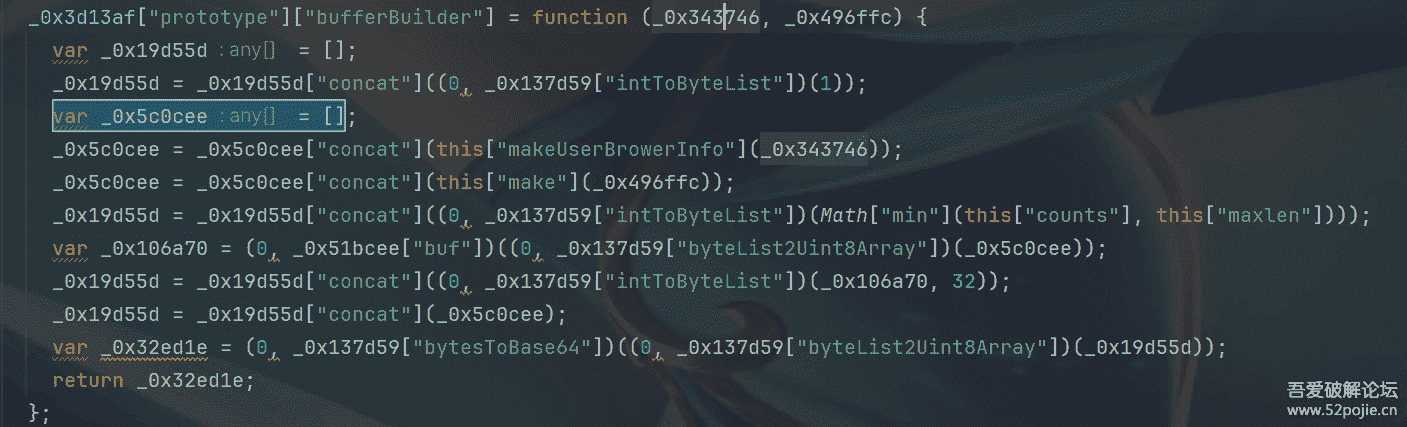 _0x3d13af["prototype"]["bufferBuilder"] = function (_0x343746, _0x496ffc) {
  var _0x19d55d : any[]  = [];
  _0x19d55d = _0x19d55d["concat"]((0, _0x137d59["intToByteList"])(1));
  var _0x5c0cee : any[]  = [];
  _0x5c0cee = _0x5c0cee["concat"](this["makeUserBrowerInfo"](_0x343746));
  _0x5c0cee = _0x5c0cee["concat"](this["make"](_0x496ffc));
  _0x19d55d = _0x19d55d["concat"]((0, _0x137d59["intToByteList"])(Math["min"](this["counts"], this["maxlen"])));
  var _0x106a70 = (0, _0x51bcee["buf"])((0, _0x137d59["byteList2Uint8Array"])(_0x5c0cee));
  _0x19d55d = _0x19d55d["concat"]((0, _0x137d59["intToByteList"])(_0x106a70, 32));
  _0x19d55d = _0x19d55d["concat"](_0x5c0cee);
  var _0x32ed1e = (0, _0x137d59["bytesToBase64"])((0, _0x137d59["byteList2Uint8Array"])(_0x19d55d));
  return _0x32ed1e;
};
吾爱破解论坛
www.52pojie.cn